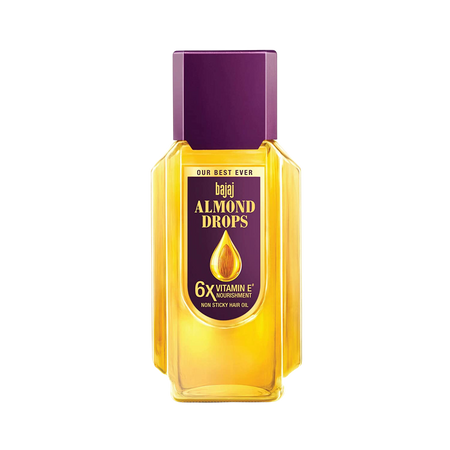 OUR BEST EVER
bajaj
ALMOND
DROPS
6X VITAMIN E#
NOURISHMENT
NON STICKY HAIR OIL